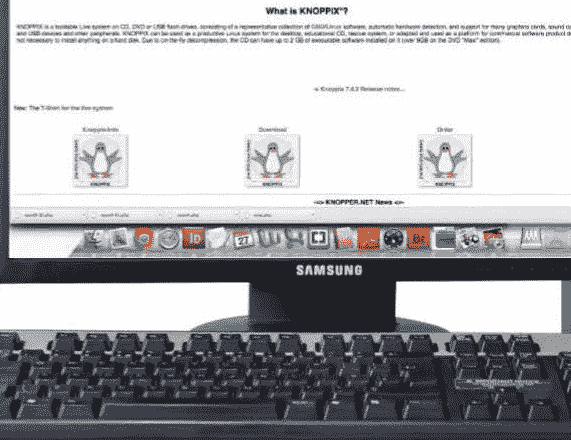 What is KNOPPIX®?
KNOPPIX is a bootable Live system on CD, DVD or USB flash drives, consisting of a representative collection of GNU/Linux software, automatic hardware detection, and support for many graphics cards, sound
and USB devices and other peripherals. KNOPPIX can be used as a productive Linux system for the desktop, educational CD, rescue system, or adapted and used as a platform for commercial software product
not necessary to install anything on a hard disk. Due to on-the-fly decompression, the CD can have up to 2 GB of executable software installed on it (over 9GB on the DVD "Maxi" edition).
Knoppix 7.4.2 Release notes...
New: The T-Shirt for the live-system
Knoppix-Info Download Order
KNOPPIX KNOPPIX KNOPPIX
KNOPPER.NET News
27
SAMSUNG